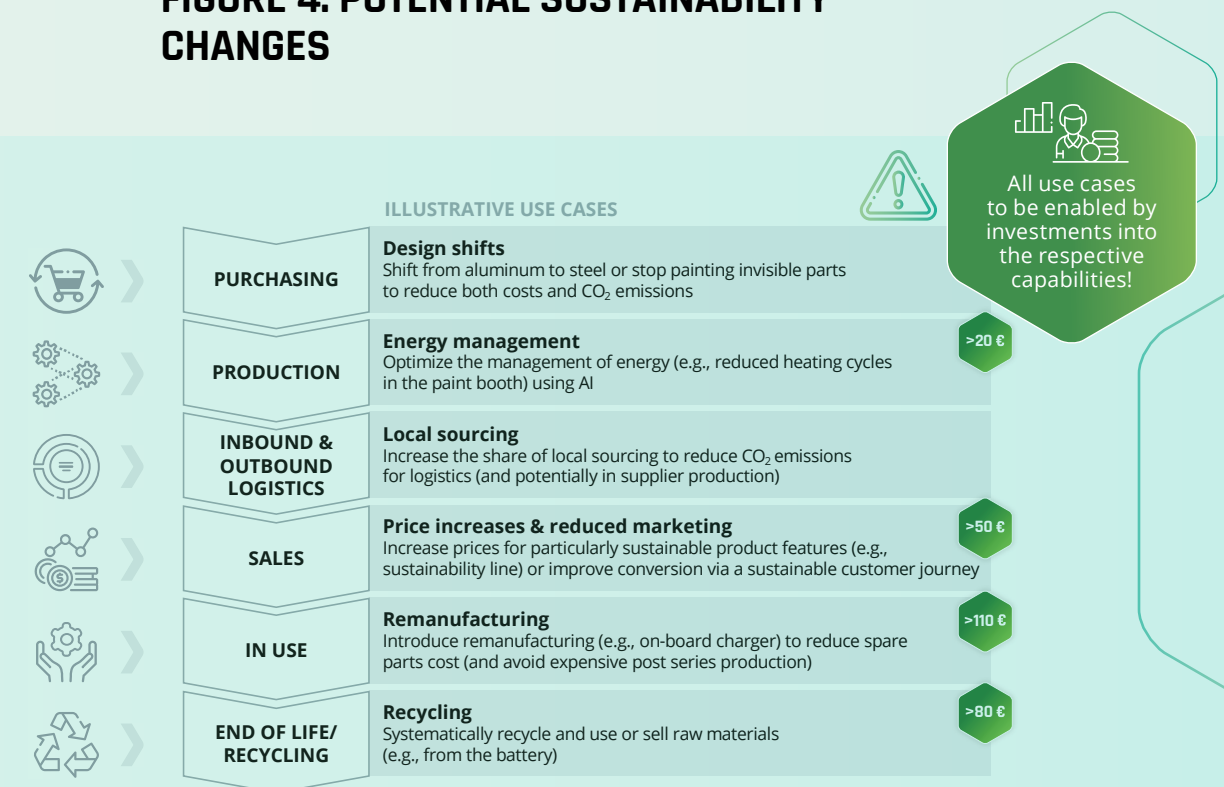 FIGURE 4. POTENTIAL SUSTAINABILITY
CHANGES
All use cases
to be enabled by
investments into
the respective
capabilities!
ILLUSTRATIVE USE CASES
PURCHASING
Design shifts
Shift from aluminum to steel or stop painting invisible parts
to reduce both costs and CO₂ emissions
PRODUCTION
Energy management
Optimize the management of energy (e.g., reduced heating cycles
in the paint booth) using AI
>20 €
INBOUND &
OUTBOUND
LOGISTICS
Local sourcing
Increase the share of local sourcing to reduce CO₂ emissions
for logistics (and potentially in supplier production)
SALES
Price increases & reduced marketing
Increase prices for particularly sustainable product features (e.g.,
sustainability line) or improve conversion via a sustainable customer journey
>50 €
IN USE
Remanufacturing
Introduce remanufacturing (e.g., on-board charger) to reduce spare
parts cost (and avoid expensive post series production)
>110 €
END OF LIFE/
RECYCLING
Recycling
Systematically recycle and use or sell raw materials
(e.g., from the battery)
>80 €